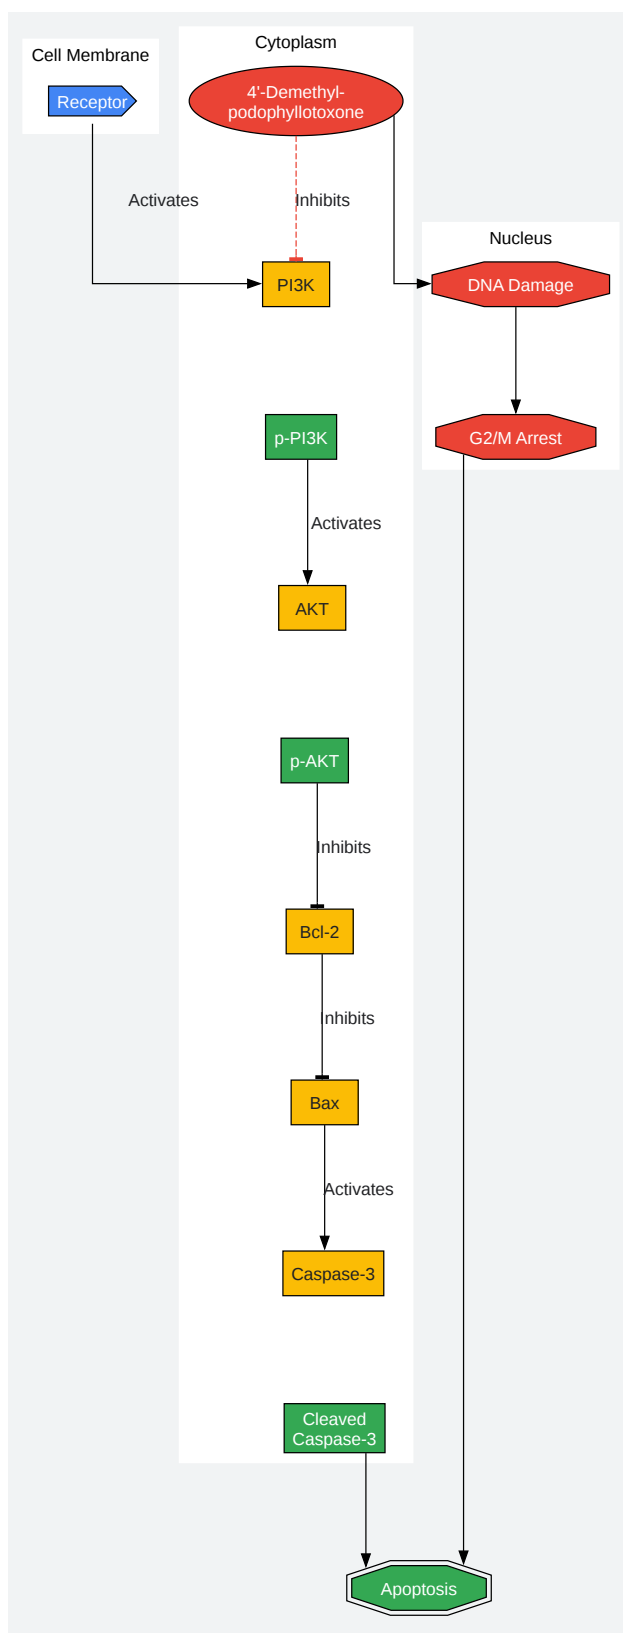 Cell Membrane
Receptor
Cytoplasm
4'-Demethyl-
podophyllotoxone
Activates
Inhibits
Nucleus
PI3K
DNA Damage
p-PI3K
G2/M Arrest
Activates
AKT
p-AKT
Inhibits
Bcl-2
Inhibits
Bax
Activates
Caspase-3
Cleaved
Caspase-3
Apoptosis